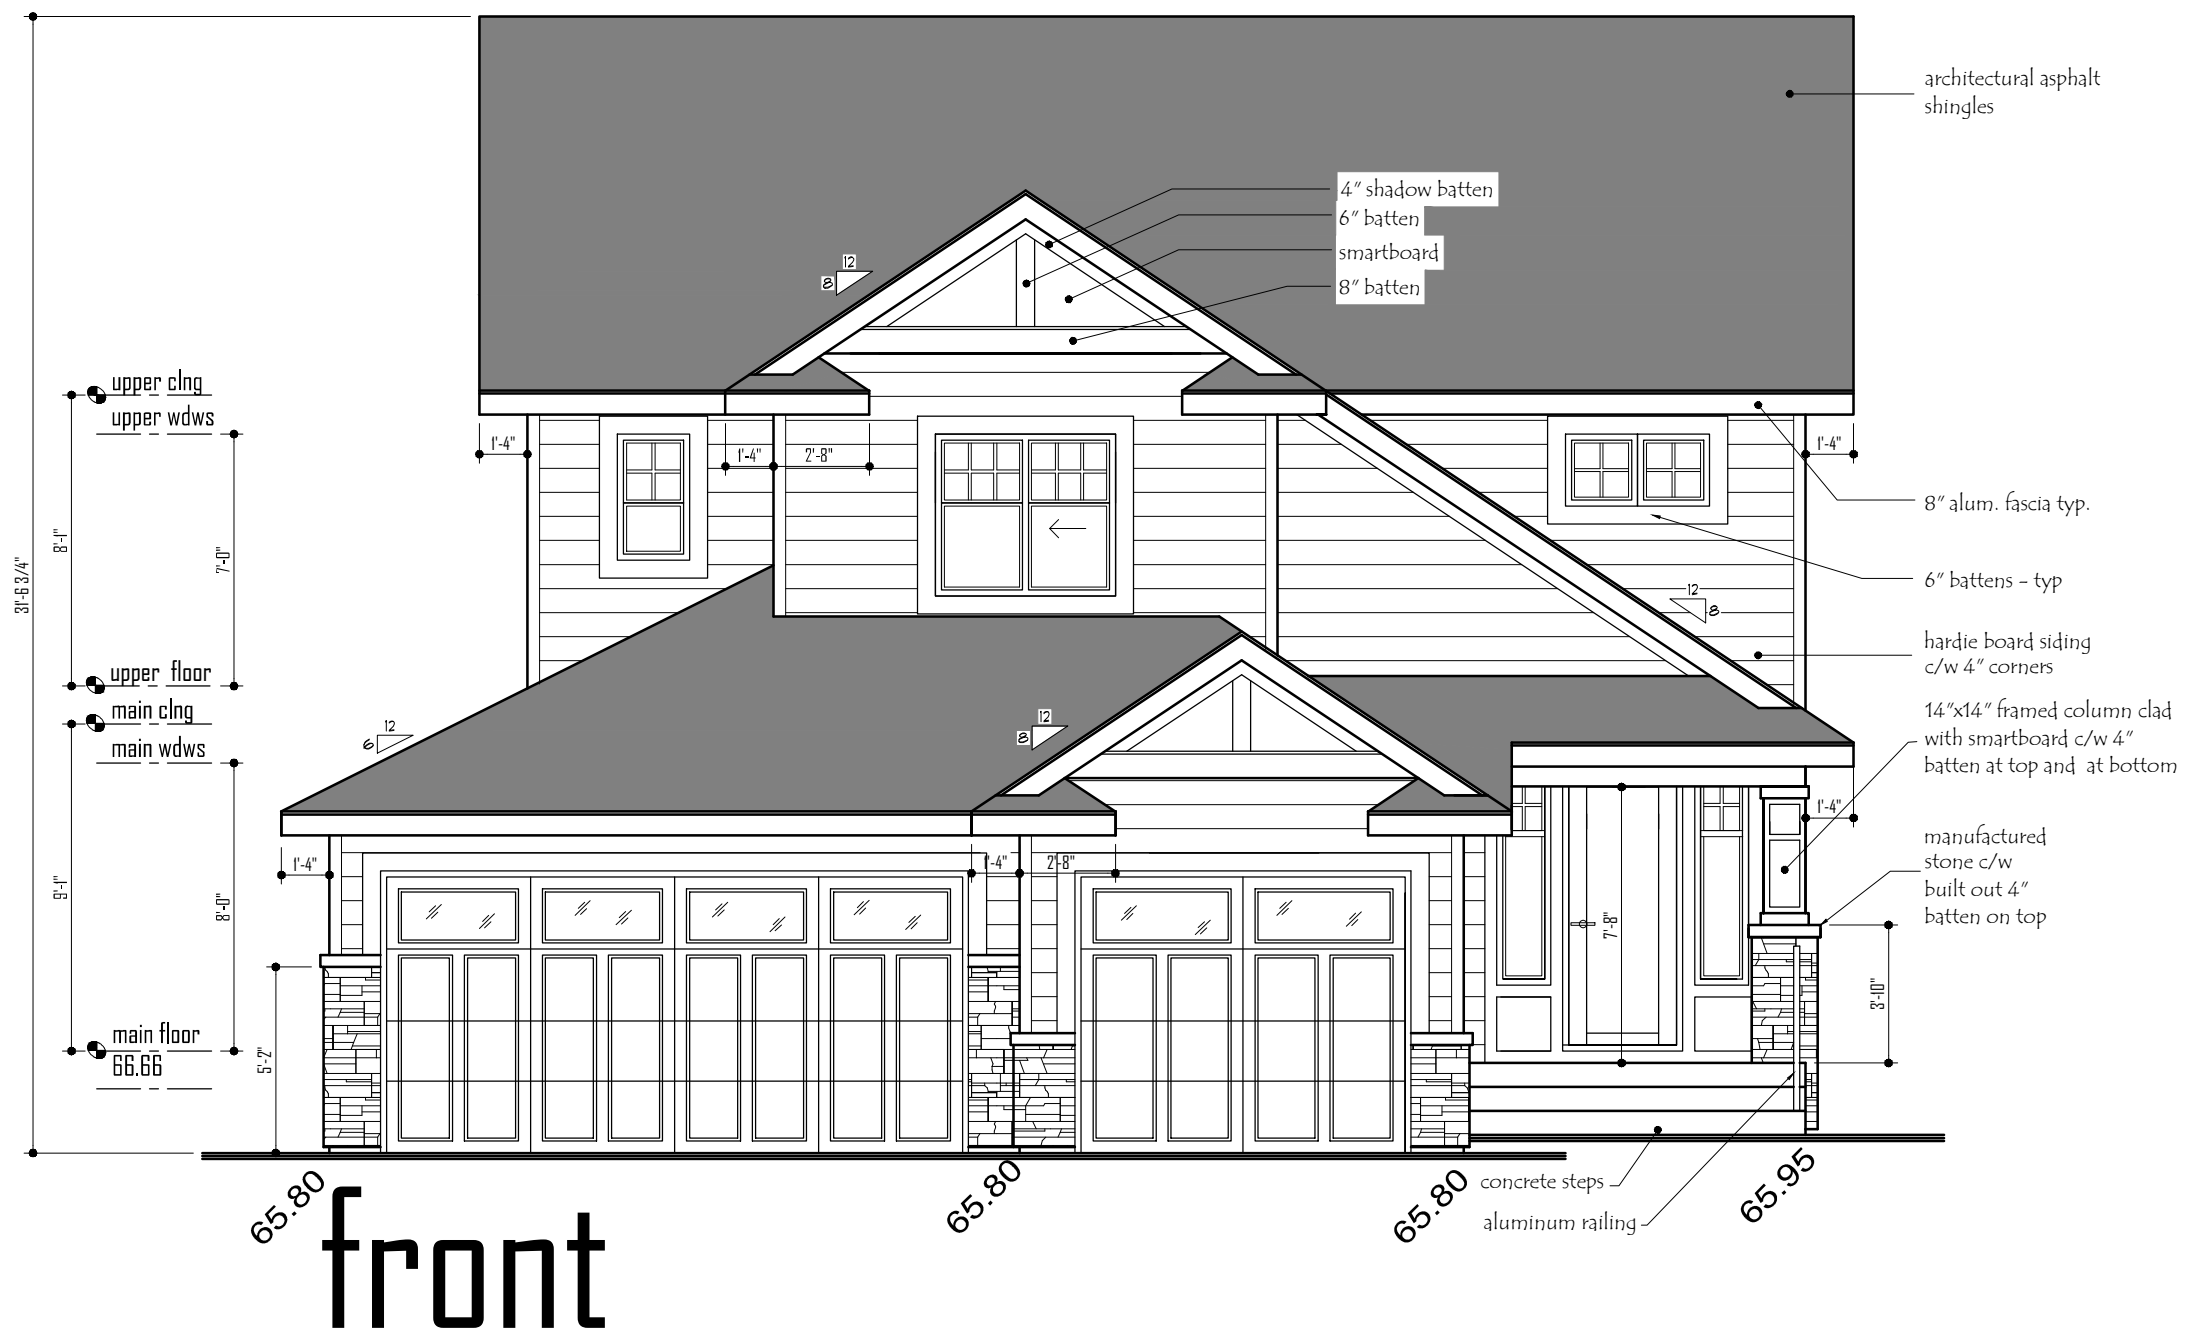 architectural asphalt
shingles
4" shadow batten
6" batten
smartboard
8" batten
12
8
upper clng
upper wdws
1'-4"
1'-4"
2'-8"
1'-4"
8'-1"
7'-0"
31'-6 3/4"
8" alum. fascia typ.
6" battens - typ
12
8
hardie board siding
c/w 4" corners
upper floor
main clng
main wdws
12
6
12
8
14"x14" framed column clad
with smartboard c/w 4"
batten at top and at bottom
1'-4"
manufactured
stone c/w
built out 4"
batten on top
1'-4"
1'-4"
2'-8"
9'-1"
8'-0"
7'-8"
3'-10"
5'-2"
main floor
66.66
65.80
65.80
65.80
65.95
concrete steps
aluminum railing
front